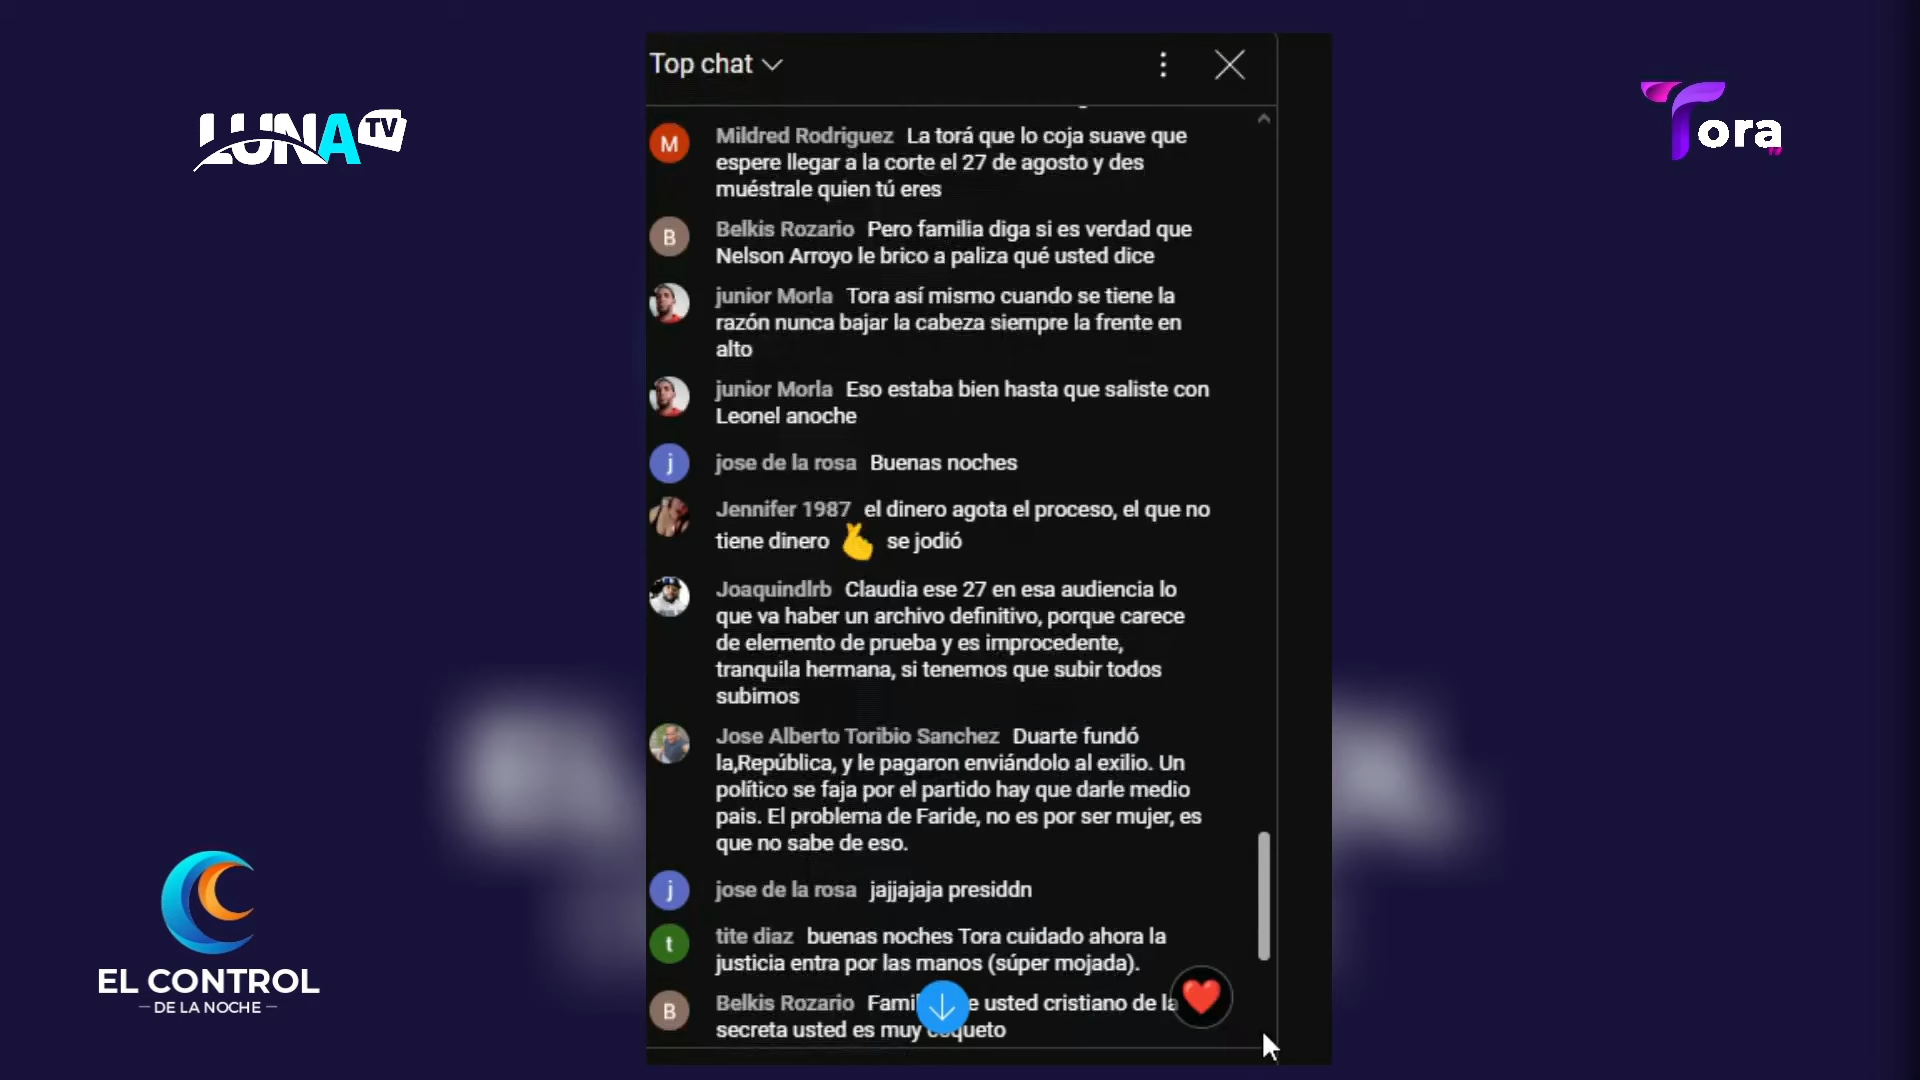 Top chat
LUNA TV
Tora
Mildred Rodriguez La torá que lo coja suave que
espere llegar a la corte el 27 de agosto y des
muéstrale quien tú eres
Belkis Rozario Pero familia diga si es verdad que
Nelson Arroyo le brico a paliza qué usted dice
junior Morla Tora así mismo cuando se tiene la
razón nunca bajar la cabeza siempre la frente en
alto
junior Morla Eso estaba bien hasta que saliste con
Leonel anoche
jose de la rosa Buenas noches
Jennifer 1987 el dinero agota el proceso, el que no
tiene dinero se jodió
Joaquindlrb Claudia ese 27 en esa audiencia lo
que va haber un archivo definitivo, porque carece
de elemento de prueba y es improcedente,
tranquila hermana, si tenemos que subir todos
subimos
Jose Alberto Toribio Sanchez Duarte fundó
la,República, y le pagaron enviándolo al exilio. Un
político se faja por el partido hay que darle medio
pais. El problema de Faride, no es por ser mujer, es
que no sabe de eso.
jose de la rosa jajjajaja presiddn
tite diaz buenas noches Tora cuidado ahora la
justicia entra por las manos (súper mojada).
Belkis Rozario usted cristiano de la
secreta usted es muy
EL CONTROL
DE LA NOCHE
M
B
j
j
t
B